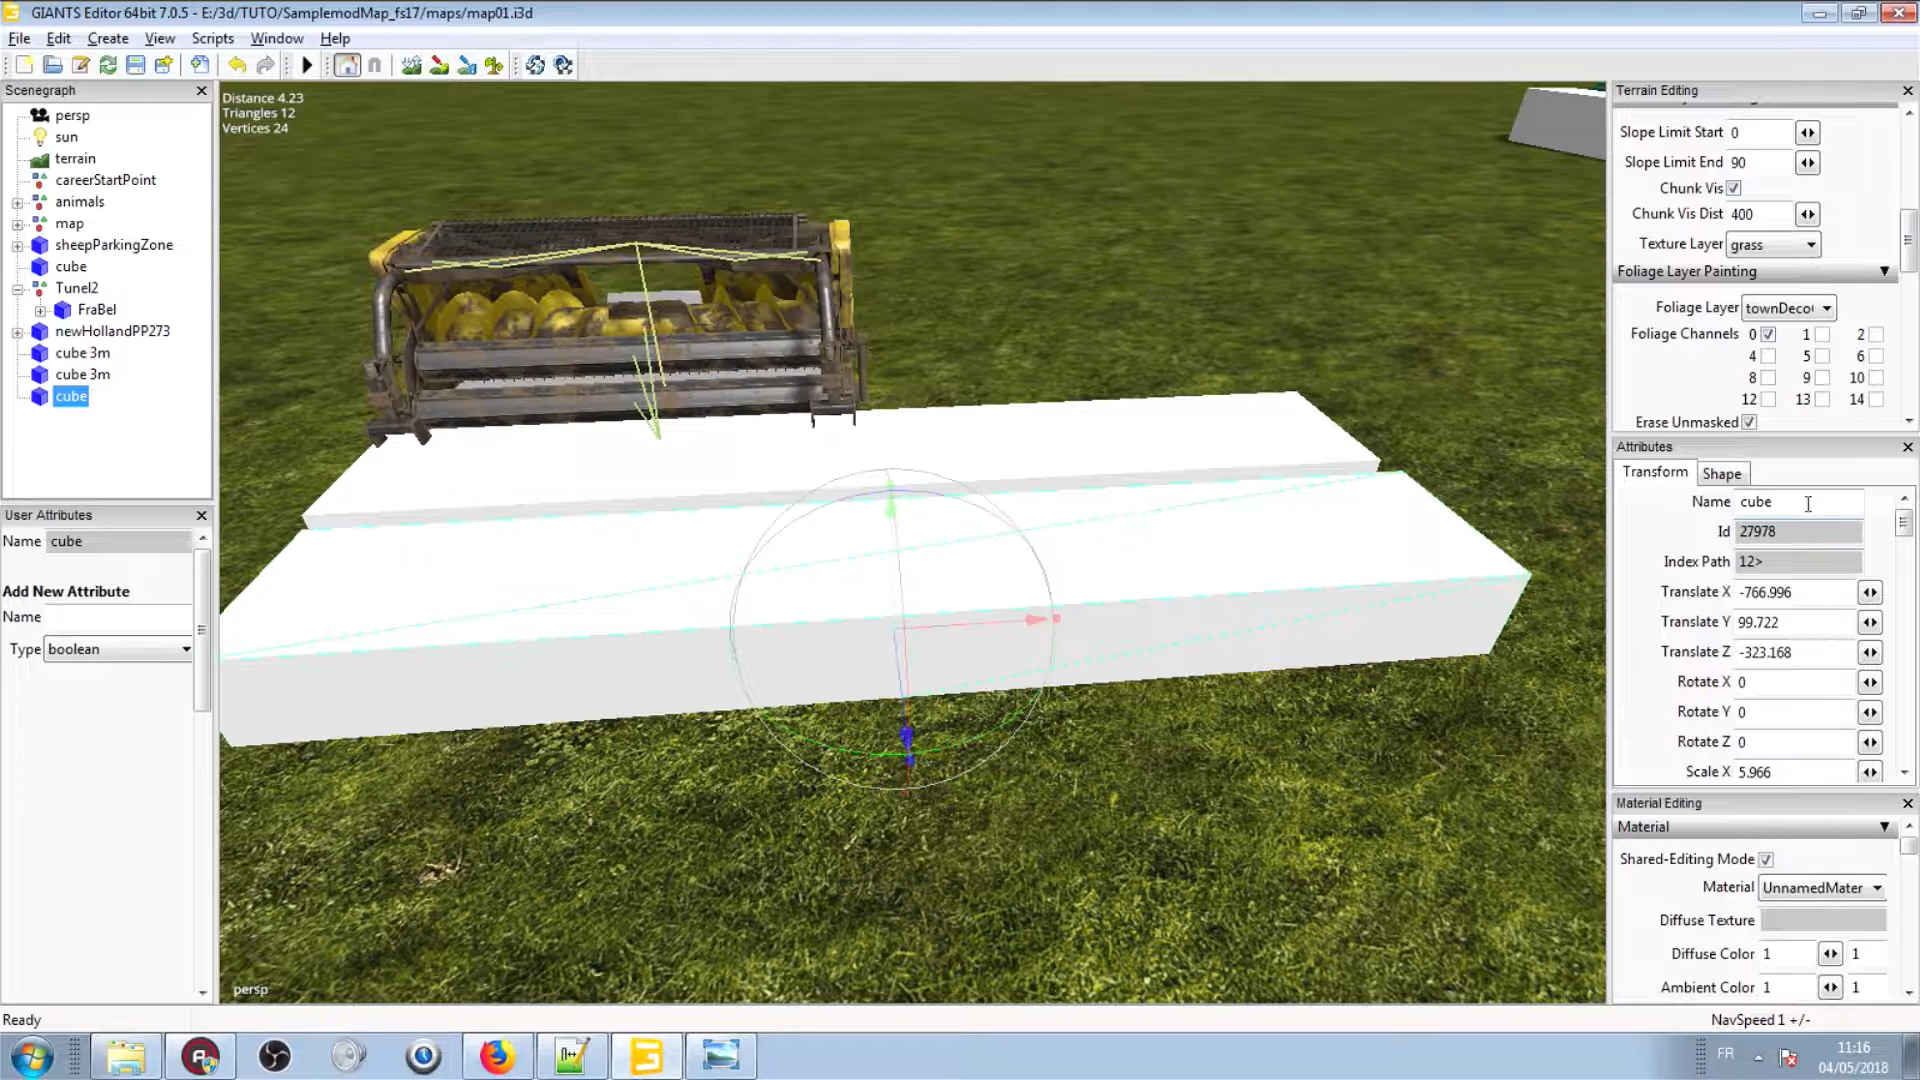 GIANTS Editor 64bit 7.0.5 - E:/3d/TUTO/SamplemodMap_fs17/maps/map01.i3d
File Edit Create View Scripts Window Help
Scenegraph
persp
sun
terrain
careerStartPoint
animals
map
sheepParkingZone
cube
Tunel2
FraBel
newHollandPP273
cube 3m
cube 3m
cube
User Attributes
Name cube
Add New Attribute
Name
Type boolean
Distance 4.23
Triangles 12
Vertices 24
persp
Terrain Editing
Slope Limit Start 0
Slope Limit End 90
Chunk Vis
Chunk Vis Dist 400
Texture Layer grass
Foliage Layer Painting
Foliage Layer townDeco
Foliage Channels 0 1 2
4 5 6
8 9 10
12 13 14
Erase Unmasked
Attributes
Transform Shape
Name cube
Id 27978
Index Path 12>
Translate X -766.996
Translate Y 99.722
Translate Z -323.168
Rotate X 0
Rotate Y 0
Rotate Z 0
Scale X 5.966
Material Editing
Material
Shared-Editing Mode
Material UnnamedMater
Diffuse Texture
Diffuse Color 1 1
Ambient Color 1 1
Ready
NavSpeed 1 +/-
FR
11:16
04/05/2018